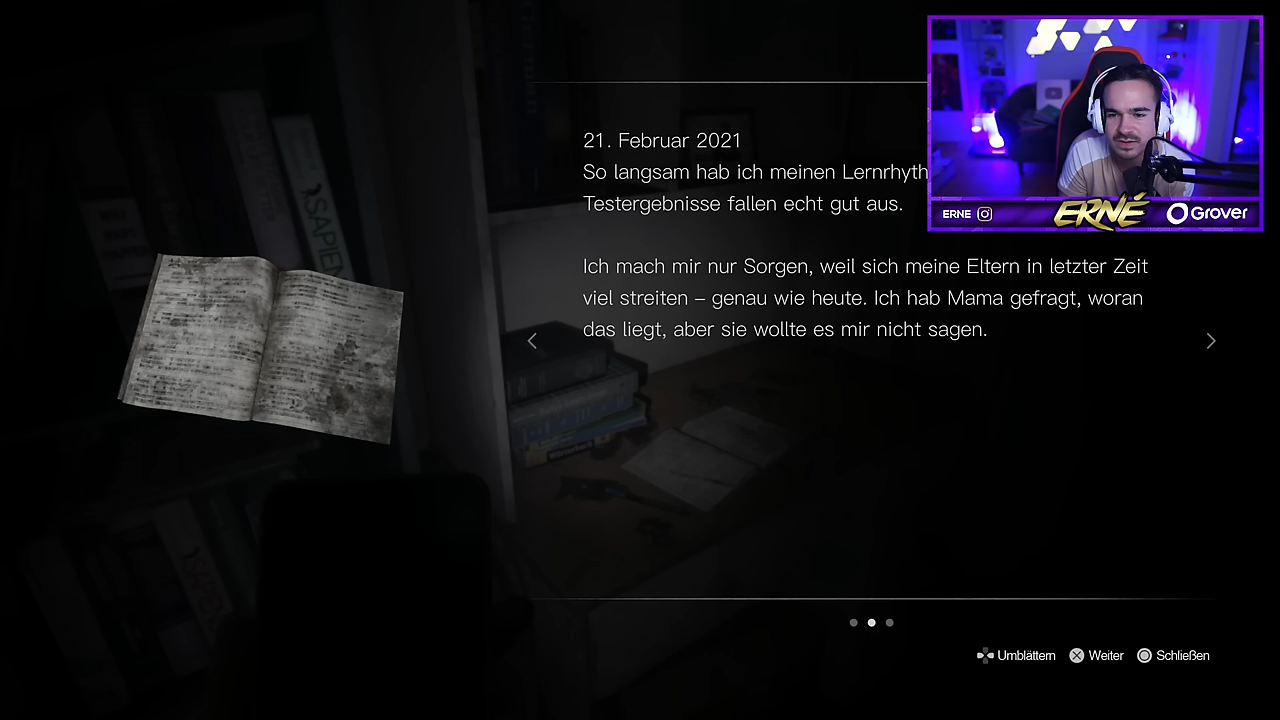 21. Februar 2021
So langsam hab ich meinen
Testergebnisse fallen echt gut aus.
Ich mach mir nur Sorgen, weil sich meine Eltern in letzter Zeit
viel streiten – genau wie heute. Ich hab Mama gefragt, woran
das liegt, aber sie wollte es mir nicht sagen.
ERNE
ERNÉ
Grover
SAPIEN
Wörterbuch
Umblättern
Weiter
Schließen